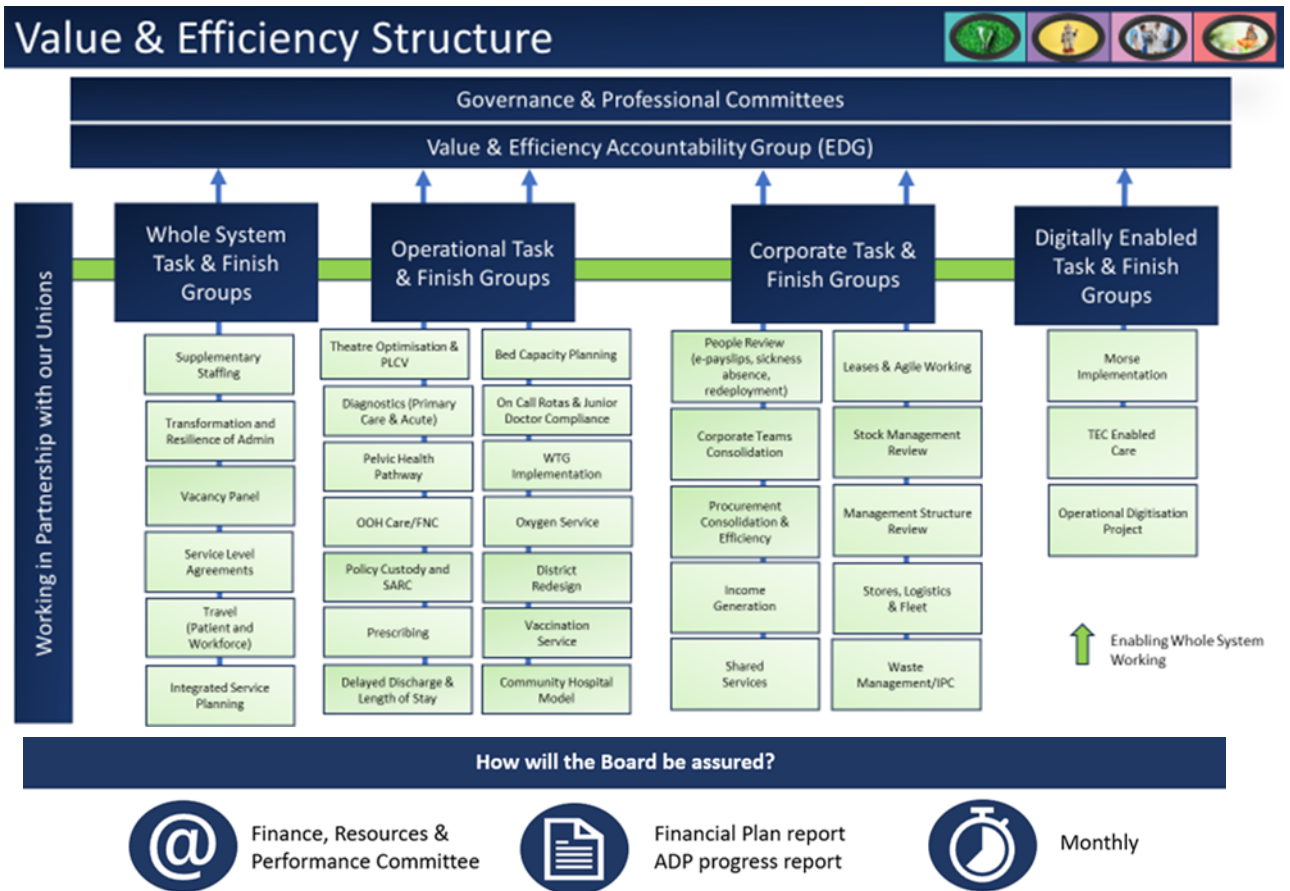 Value & Efficiency Structure
Governance & Professional Committees
Value & Efficiency Accountability Group (EDG)
Working in Partnership with our Unions
Whole System
Task & Finish
Groups
Supplementary
Staffing
Transformation and
Resilience of Admin
Vacancy Panel
Service Level
Agreements
Travel
(Patient and
Workforce)
Integrated Service
Planning
Operational Task
& Finish Groups
Theatre Optimisation &
PLCV
Diagnostics (Primary
Care & Acute)
Pelvic Health
Pathway
OOH Care/FNC
Policy Custody and
SARC
Prescribing
Delayed Discharge &
Length of Stay
Bed Capacity Planning
On Call Rotas & Junior
Doctor Compliance
WTG
Implementation
Oxygen Service
District
Redesign
Vaccination
Service
Community Hospital
Model
Corporate Task &
Finish Groups
People Review
(e-payslips, sickness
absence,
redeployment)
Corporate Teams
Consolidation
Procurement
Consolidation &
Efficiency
Income
Generation
Shared
Services
Leases & Agile Working
Stock Management
Review
Management Structure
Review
Stores, Logistics
& Fleet
Waste
Management/IPC
Digitally Enabled
Task & Finish
Groups
Morse
Implementation
TEC Enabled
Care
Operational Digitisation
Project
Enabling Whole System
Working
How will the Board be assured?
@
Finance, Resources &
Performance Committee
Financial Plan report
ADP progress report
Monthly